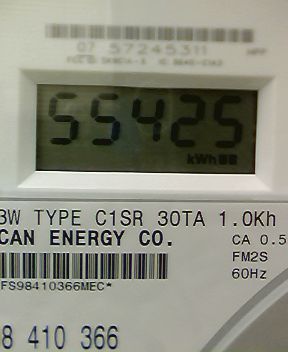 07 57245311
55425
kWh
3W TYPE C1SR 30TA 1.0Kh
CAN ENERGY CO.
CA 0.5
FM2S
60Hz
FS98410366MEC*
8 410 366